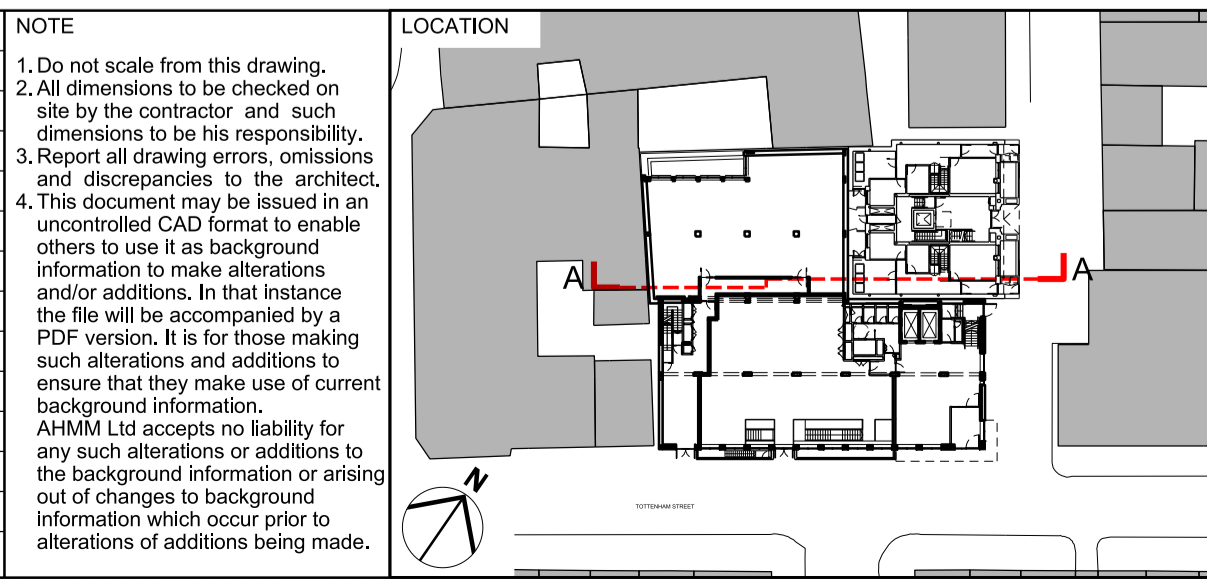 NOTE
1. Do not scale from this drawing.
2. All dimensions to be checked on
site by the contractor and such
dimensions to be his responsibility.
3. Report all drawing errors, omissions
and discrepancies to the architect.
4. This document may be issued in an
uncontrolled CAD format to enable
others to use it as background
information to make alterations
and/or additions. In that instance
the file will be accompanied by a
PDF version. It is for those making
such alterations and additions to
ensure that they make use of current
background information.
AHMM Ltd accepts no liability for
any such alterations or additions to
the background information or arising
out of changes to background
information which occur prior to
alterations of additions being made.
LOCATION
A
A
N
TOTTENHAM STREET